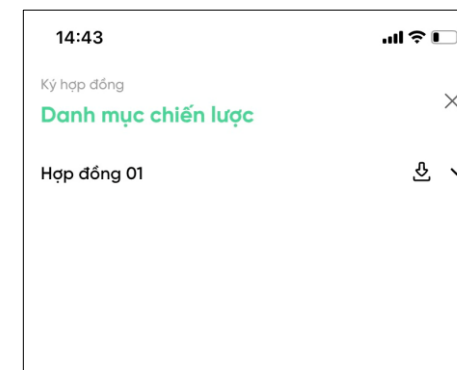 14:43
Ký hợp đồng
Danh mục chiến lược
Hợp đồng 01